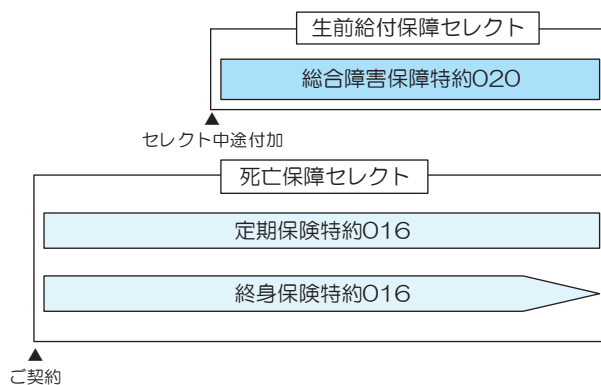 生前給付保障セレクト
総合障害保障特約020
▲
セレクト中途付加
死亡保障セレクト
定期保険特約016
終身保険特約016
▲
ご契約